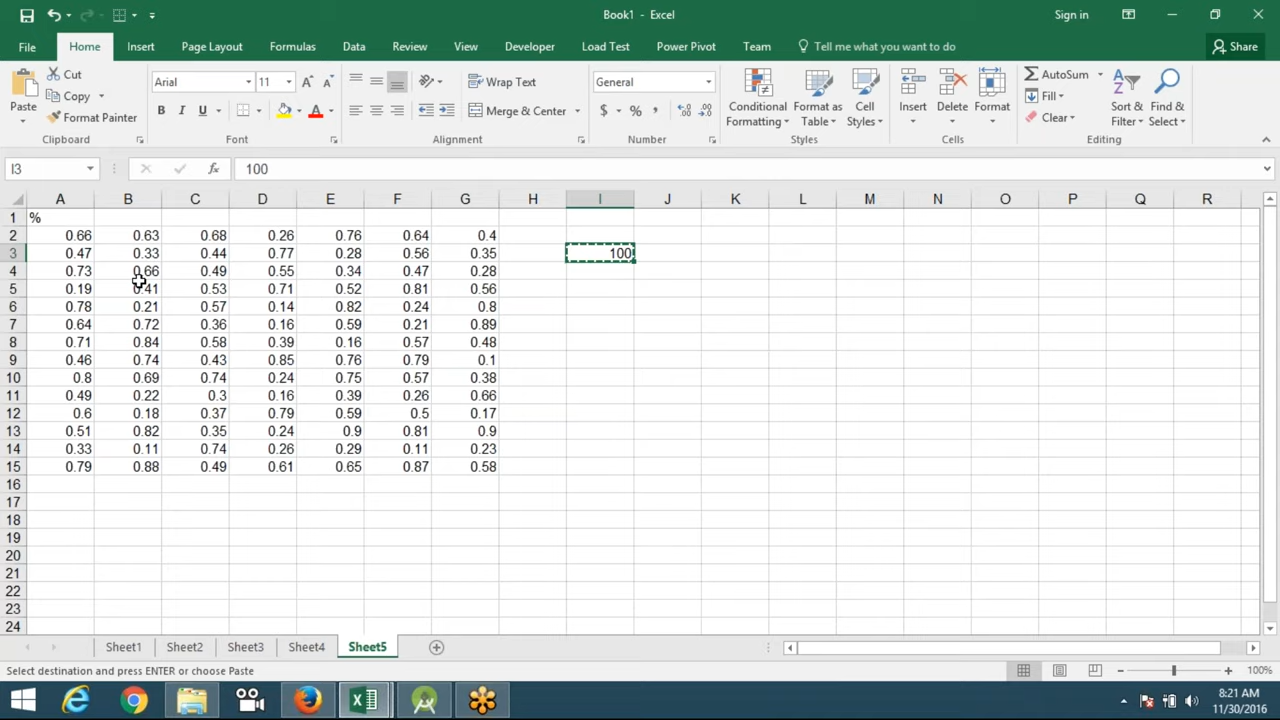 Book1 - Excel
Sign in
File Home Insert Page Layout Formulas Data Review View Developer Load Test Power Pivot Team Tell me what you want to do Share
Paste
Cut
Copy
Format Painter
Clipboard
Arial 11
B I U
Font
Wrap Text
Merge & Center
Alignment
General
$ % ,
Number
Conditional Formatting
Format as Table
Cell Styles
Styles
Insert Delete Format
Cells
AutoSum
Fill
Clear
Sort & Filter
Find & Select
Editing
I3 fx 100
A B C D E F G H I J K L M N O P Q R
1 %
2 0.66 0.63 0.68 0.26 0.76 0.64 0.4
3 0.47 0.33 0.44 0.77 0.28 0.56 0.35 100
4 0.73 0.66 0.49 0.55 0.34 0.47 0.28
5 0.19 0.41 0.53 0.71 0.52 0.81 0.56
6 0.78 0.21 0.57 0.14 0.82 0.24 0.8
7 0.64 0.72 0.36 0.16 0.59 0.21 0.89
8 0.71 0.84 0.58 0.39 0.16 0.57 0.48
9 0.46 0.74 0.43 0.85 0.76 0.79 0.1
10 0.8 0.69 0.74 0.24 0.75 0.57 0.38
11 0.49 0.22 0.3 0.16 0.39 0.26 0.66
12 0.6 0.18 0.37 0.79 0.59 0.5 0.17
13 0.51 0.82 0.35 0.24 0.9 0.81 0.9
14 0.33 0.11 0.74 0.26 0.29 0.11 0.23
15 0.79 0.88 0.49 0.61 0.65 0.87 0.58
16
17
18
19
20
21
22
23
24
Sheet1 Sheet2 Sheet3 Sheet4 Sheet5
Select destination and press ENTER or choose Paste
100%
8:21 AM
11/30/2016